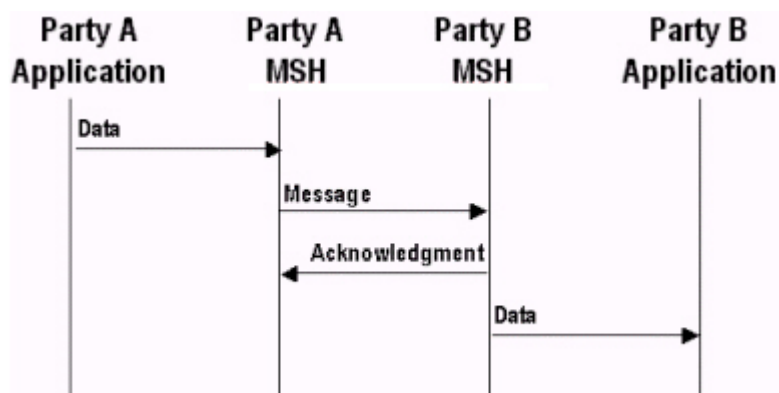 Party A Party A Party B Party B
Application MSH MSH Application
Data
Message
Acknowledgment
Data